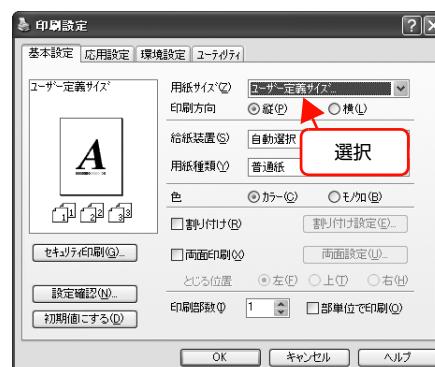 印刷設定
基本設定 応用設定 環境設定 ユーティリティ
ユーザー定義サイズ
用紙サイズ(Z) ユーザー定義サイズ...
印刷方向 縦(P) 横(L)
給紙装置(S) 自動選択
選択
用紙種類(Y) 普通紙
A
色 カラー(C) モノクロ(B)
1 1 2 2 3 3
割り付け(R) 割り付け設定(E)...
セキュリティ印刷(G)...
両面印刷(X) 両面設定(U)...
とじる位置 左(F) 上(T) 右(H)
設定確認(N)...
印刷部数(I) 1 部単位で印刷(O)
初期値にする(D)
OK キャンセル ヘルプ